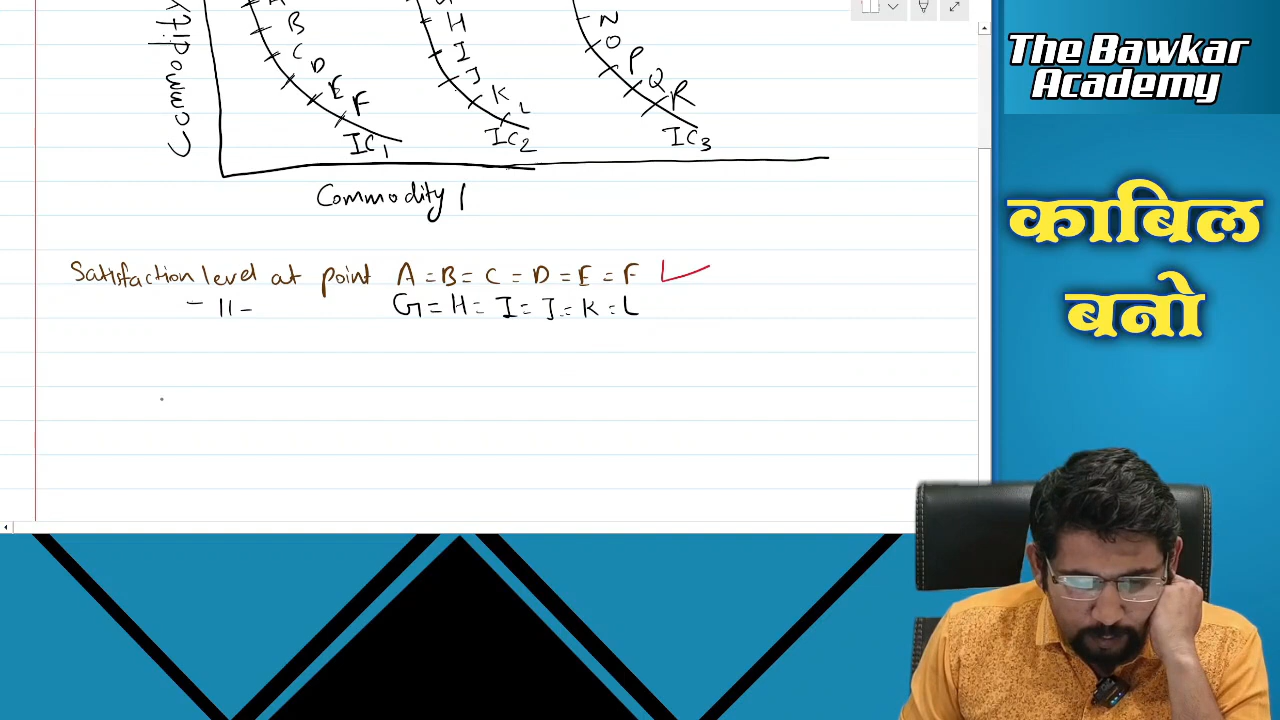 The Bawkar
Academy
काबिल
बनो
Commodity
B
C
D
E
F
IC1
H
I
J
K
L
IC2
N
O
P
Q
R
IC3
Commodity 1
Satisfaction level at point A = B = C = D = E = F
- 11 - G = H = I = J = K = L